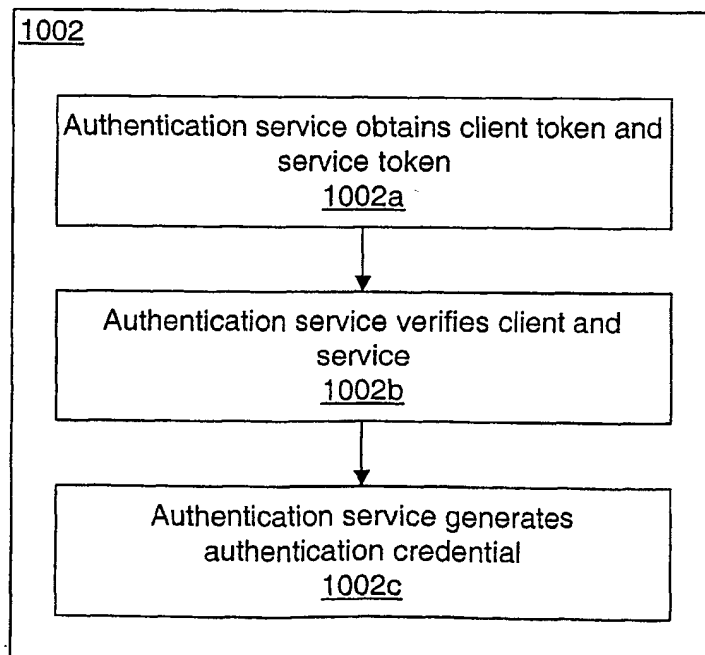 1002
Authentication service obtains client token and
service token
1002a
Authentication service verifies client and
service
1002b
Authentication service generates
authentication credential
1002c